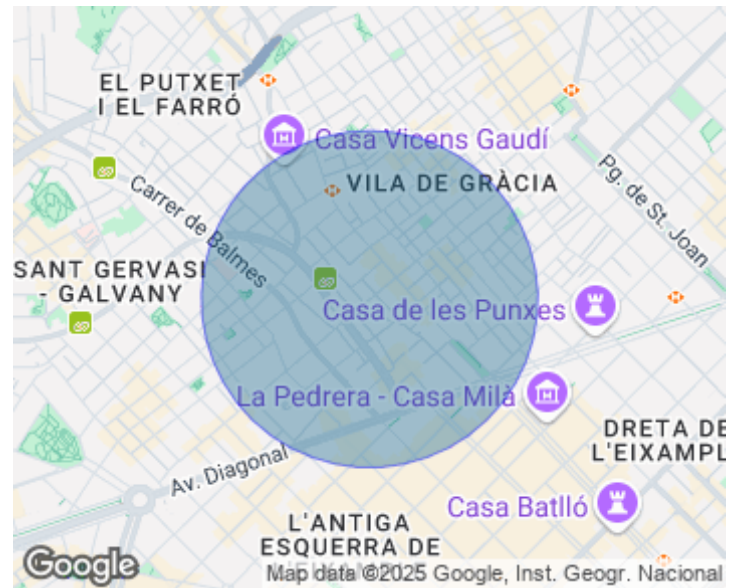 EL PUTXET
I EL FARRÓ
Casa Vicens Gaudí
VILA DE GRÀCIA
Pg. de St. Joan
Carrer de Balmes
SANT GERVASI
- GALVANY
Casa de les Punxes
La Pedrera - Casa Milà
DRETA DE
L'EIXAMPL
Av. Diagonal
Casa Batlló
L'ANTIGA
ESQUERRA DE
Google
Map data ©2025 Google, Inst. Geogr. Nacional